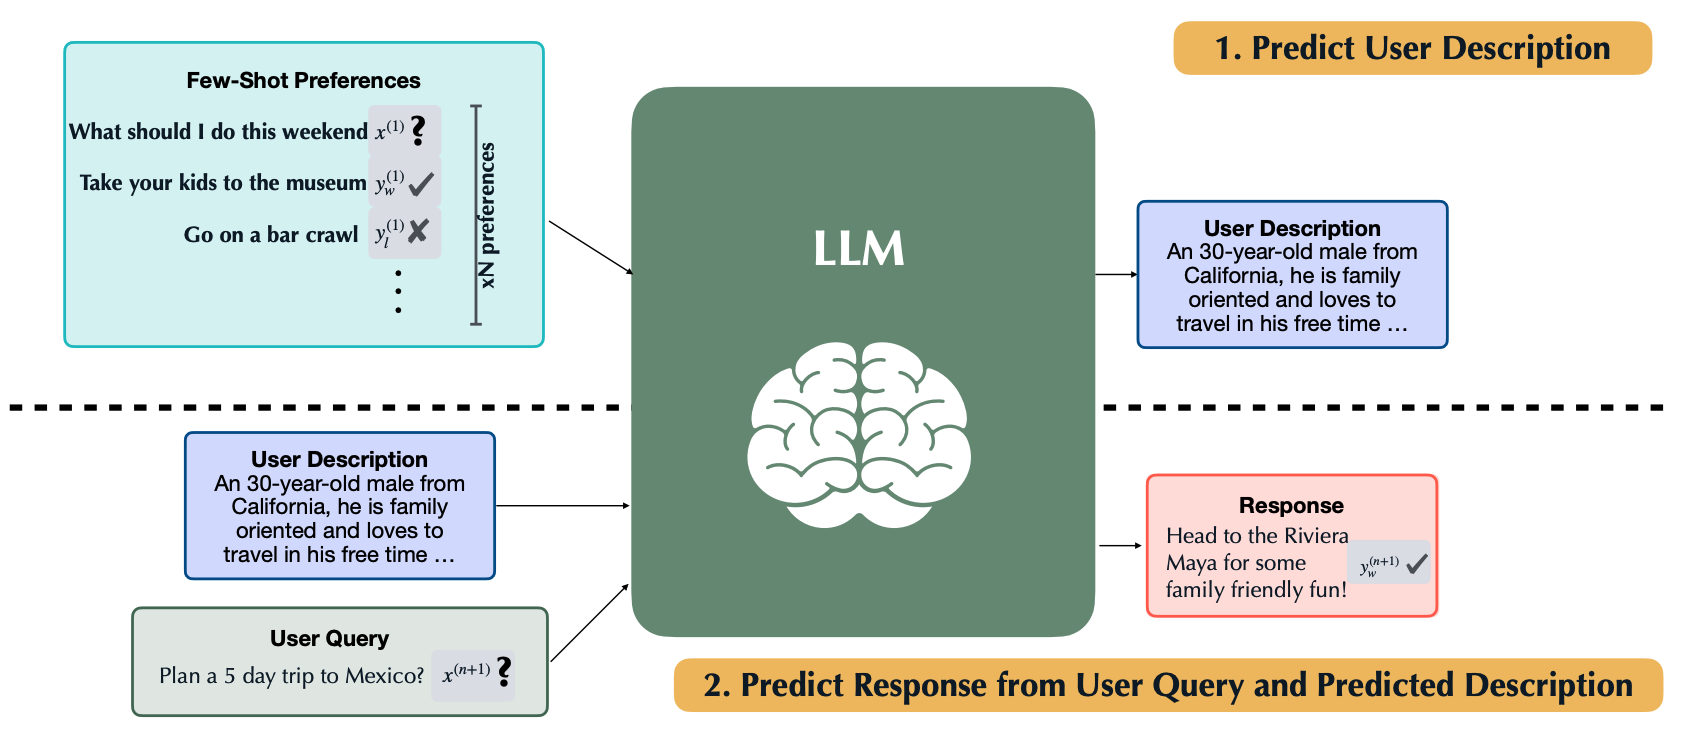 1. Predict User Description
Few-Shot Preferences
What should I do this weekend x^(1) ?
Take your kids to the museum y_w^(1) ✓
Go on a bar crawl y_l^(1) ✘
xN preferences
LLM
User Description
An 30-year-old male from
California, he is family
oriented and loves to
travel in his free time ...
User Description
An 30-year-old male from
California, he is family
oriented and loves to
travel in his free time ...
User Query
Plan a 5 day trip to Mexico? x^(n+1) ?
Response
Head to the Riviera
Maya for some
family friendly fun! y_w^(n+1) ✓
2. Predict Response from User Query and Predicted Description